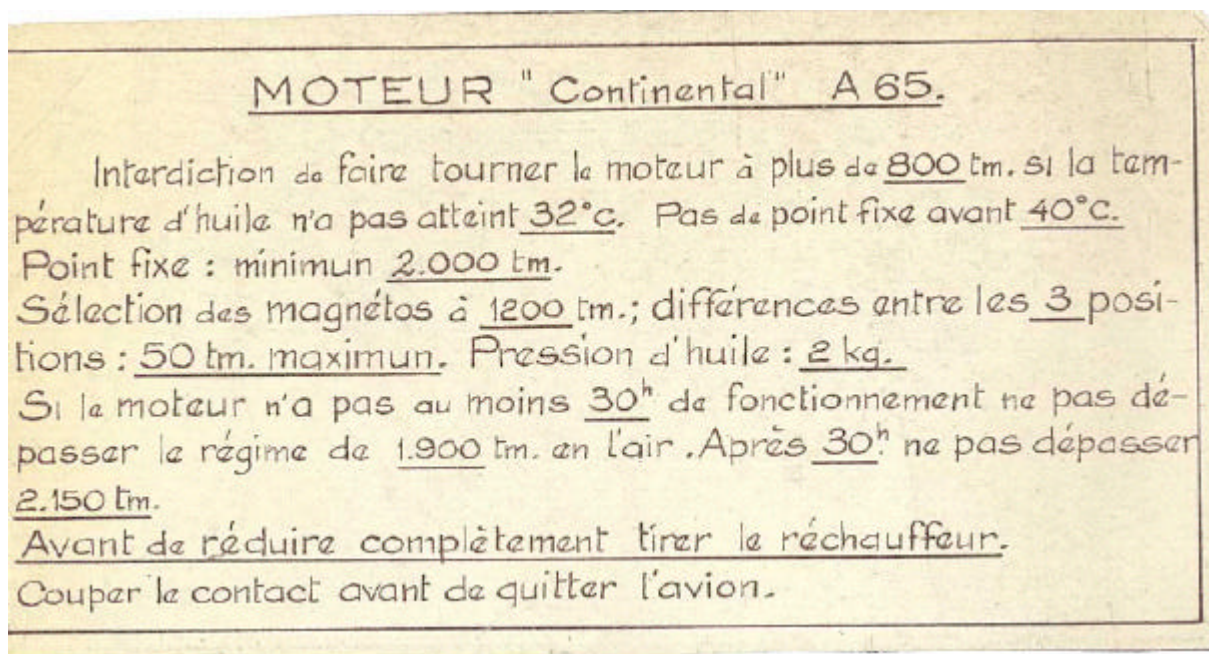 MOTEUR "Continental" A 65.
Interdiction de faire tourner le moteur à plus de 800 tm. si la tem-
pérature d'huile n'a pas atteint 32°c. Pas de point fixe avant 40°c.
Point fixe : minimun 2.000 tm.
Sélection des magnétos à 1200 tm.; différences entre les 3 posi-
tions : 50 tm. maximun. Pression d'huile : 2 kg.
Si le moteur n'a pas au moins 30h de fonctionnement ne pas dé-
passer le régime de 1.900 tm. en l'air. Après 30h. ne pas dépasser
2.150 tm.
Avant de réduire complètement tirer le réchauffeur.
Couper le contact avant de quitter l'avion.